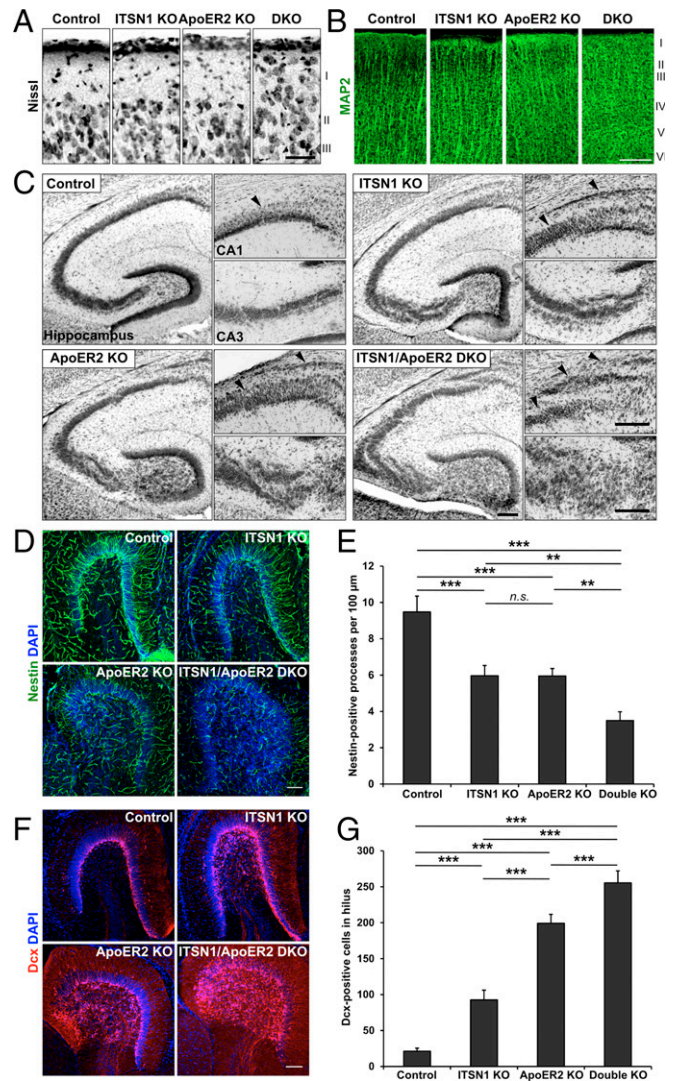 A
Control ITSN1 KO ApoER2 KO DKO
Nissl
I
II
III
B
Control ITSN1 KO ApoER2 KO DKO
MAP2
I
II
III
IV
V
VI
C
Control
CA1
Hippocampus
CA3
ITSN1 KO
ApoER2 KO
ITSN1/ApoER2 DKO
D
Control
ITSN1 KO
Nestin DAPI
ApoER2 KO
ITSN1/ApoER2 DKO
E
Nestin-positive processes per 100 µm
12
10
8
6
4
2
0
***
**
***
***
n.s.
**
Control ITSN1 KO ApoER2 KO Double KO
F
Control
ITSN1 KO
Dcx DAPI
ApoER2 KO
ITSN1/ApoER2 DKO
G
Dcx-positive cells in hilus
300
250
200
150
100
50
0
***
***
***
***
***
***
Control ITSN1 KO ApoER2 KO Double KO